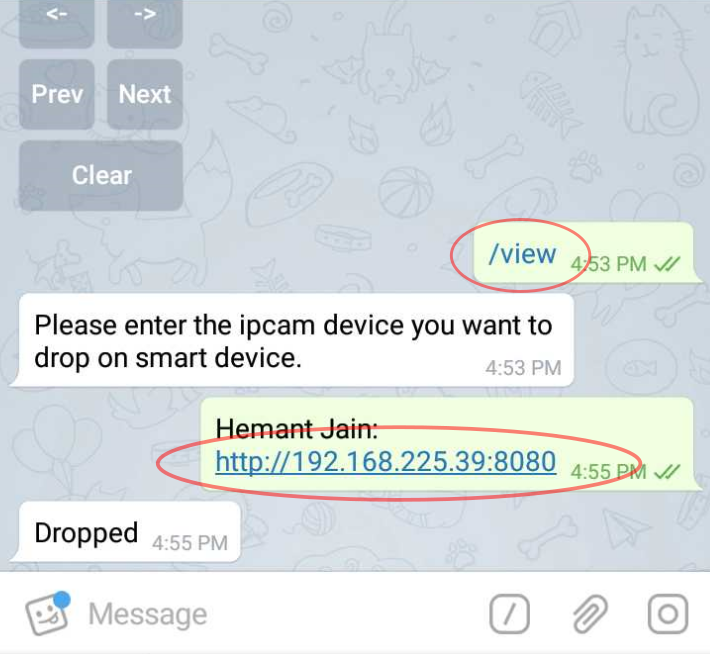 <- ->
Prev Next
Clear
/view 4:53 PM
Please enter the ipcam device you want to
drop on smart device. 4:53 PM
Hemant Jain:
http://192.168.225.39:8080 4:55 PM
Dropped 4:55 PM
Message